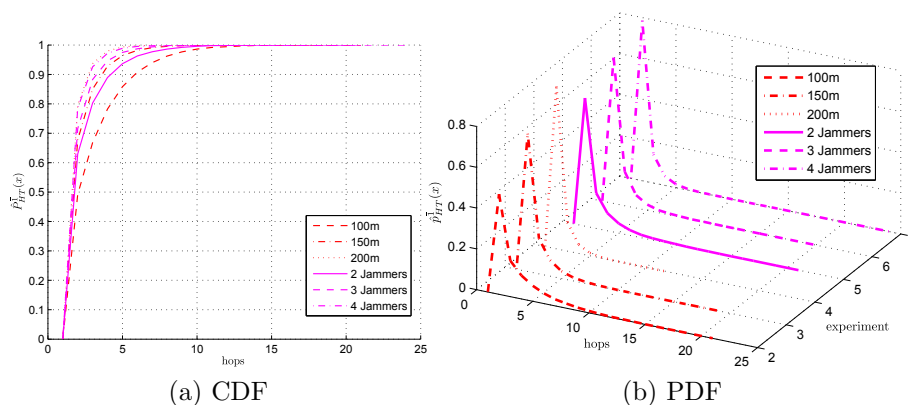 1
0.9
0.8
0.7
0.6
0.5
0.4
0.3
0.2
0.1
0
0 5 10 15 20 25
hops
100m
150m
200m
2 Jammers
3 Jammers
4 Jammers
(a) CDF
0.8
0.6
0.4
0.2
0
0 5 10 15 20 25
hops
2 3 4 5 6
experiment
100m
150m
200m
2 Jammers
3 Jammers
4 Jammers
(b) PDF